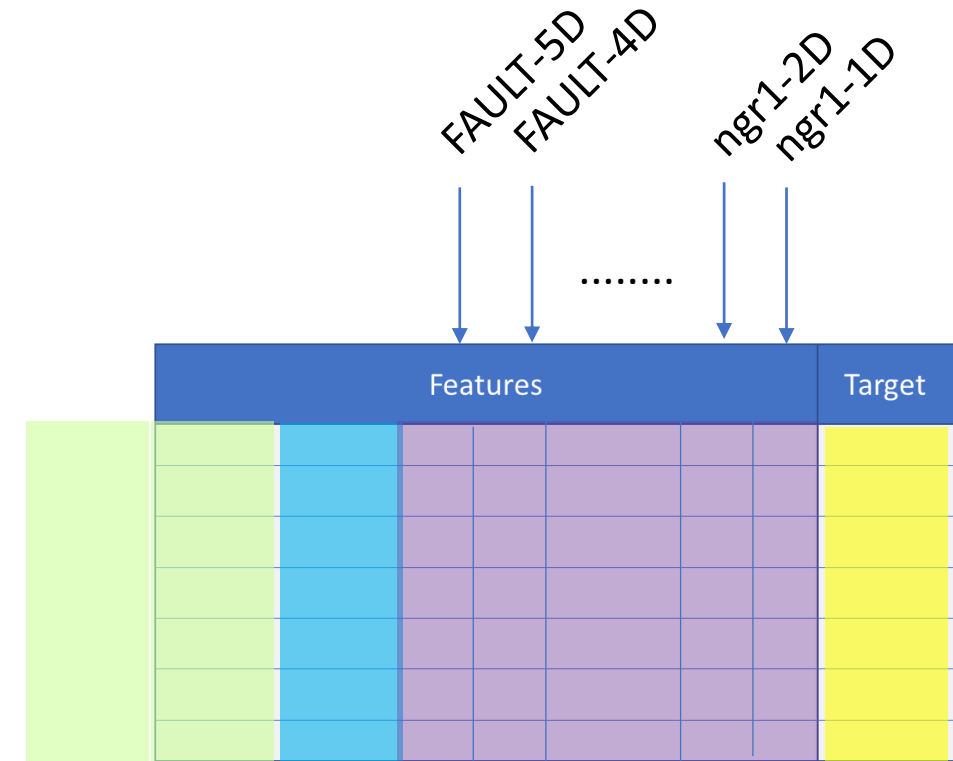 FAULT-5D
FAULT-4D
ngr1-2D
ngr1-1D
........
Features
Target